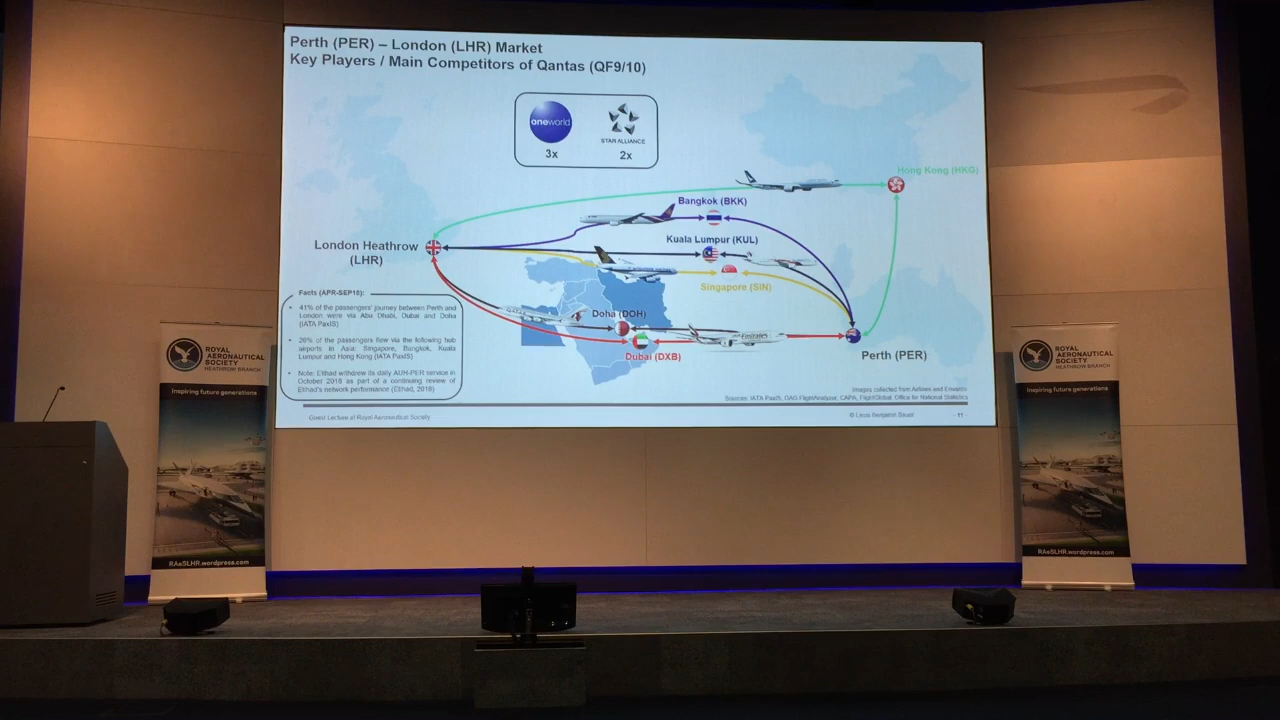 Perth (PER) – London (LHR) Market
Key Players / Main Competitors of Qantas (QF9/10)
oneworld
3x
STAR ALLIANCE
2x
Hong Kong (HKG)
Bangkok (BKK)
Kuala Lumpur (KUL)
London Heathrow
(LHR)
Singapore (SIN)
Facts (APR-SEP18):
• 41% of the passengers' journey between Perth and
London were via Abu Dhabi, Dubai and Doha
(IATA PaxIS)
• 26% of the passengers flew via the following hub
airports in Asia: Singapore, Bangkok, Kuala
Lumpur and Hong Kong (IATA PaxIS)
• Note: Etihad withdrew its daily AUH-PER service in
October 2018 as part of a continuing review of
Etihad's network performance (Etihad, 2018)
Doha (DOH)
Emirates
Dubai (DXB)
Perth (PER)
Images collected from Airlines and
Sources: IATA PaxIS, OAG FlightAnalyser, CAPA, FlightGlobal, Office for National Statistics
Guest Lecture at Royal Aeronautical Society
© Linus Benjamin Bauer
- 11 -
ROYAL
AERONAUTICAL
SOCIETY
HEATHROW BRANCH
Inspiring future generations
RAeSLHR.wordpress.com
ROYAL
AERONAUTICAL
SOCIETY
HEATHROW BRANCH
Inspiring future generations
RAeSLHR.wordpress.com